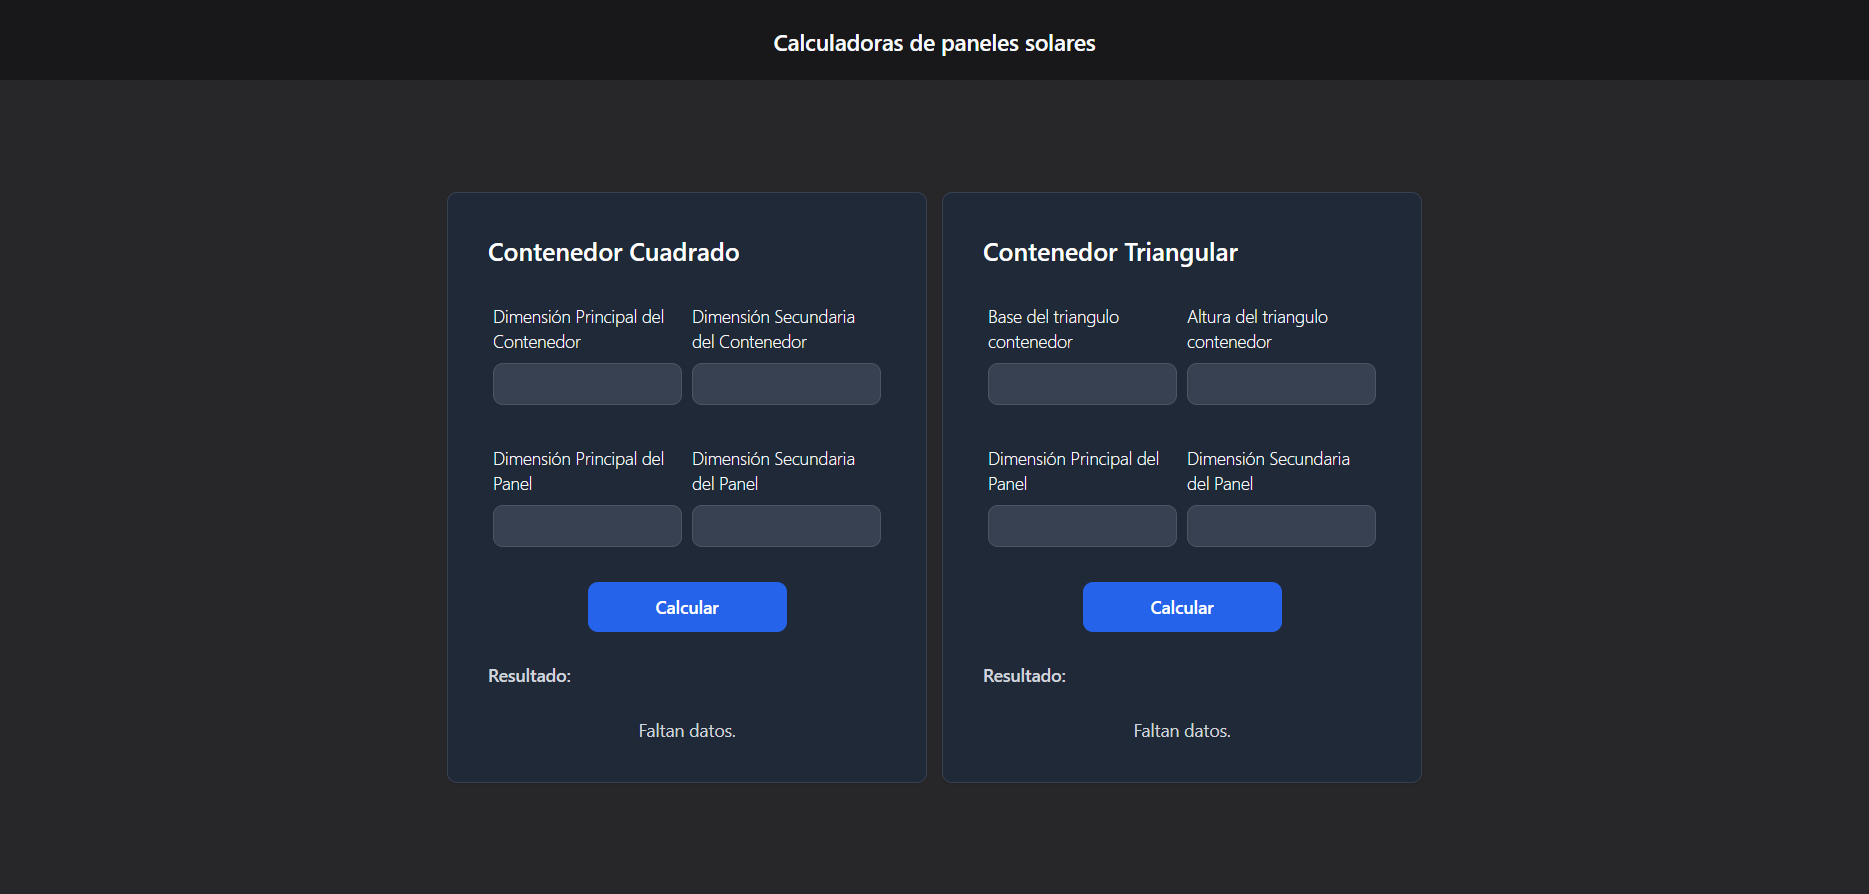 Calculadoras de paneles solares
Contenedor Cuadrado
Dimensión Principal del
Contenedor
Dimensión Secundaria
del Contenedor
Dimensión Principal del
Panel
Dimensión Secundaria
del Panel
Calcular
Resultado:
Faltan datos.
Contenedor Triangular
Base del triangulo
contenedor
Altura del triangulo
contenedor
Dimensión Principal del
Panel
Dimensión Secundaria
del Panel
Calcular
Resultado:
Faltan datos.